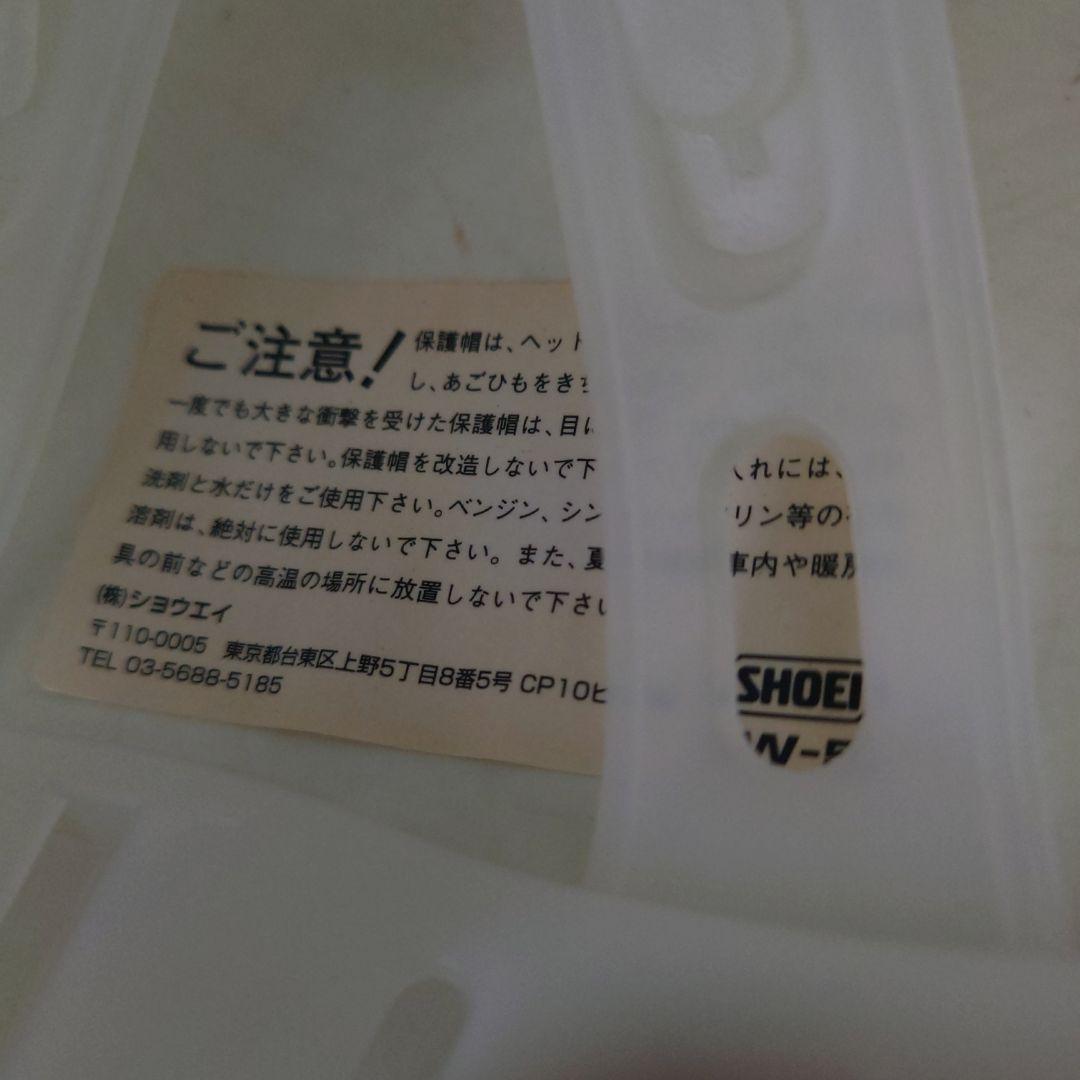 ご注意!
保護帽は、ヘット
し、あごひもをき
一度でも大きな衝撃を受けた保護帽は、目に
用しないで下さい。保護帽を改造しないで下 れには、
洗剤と水だけをご使用下さい。ベンジン、シン リン等の
溶剤は、絶対に使用しないで下さい。また、夏 車内や暖房
具の前などの高温の場所に放置しないで下さい
(株)シヨウエイ
〒110-0005 東京都台東区上野5丁目8番5号 CP10ビ
TEL 03-5688-5185
SHOEI
W-